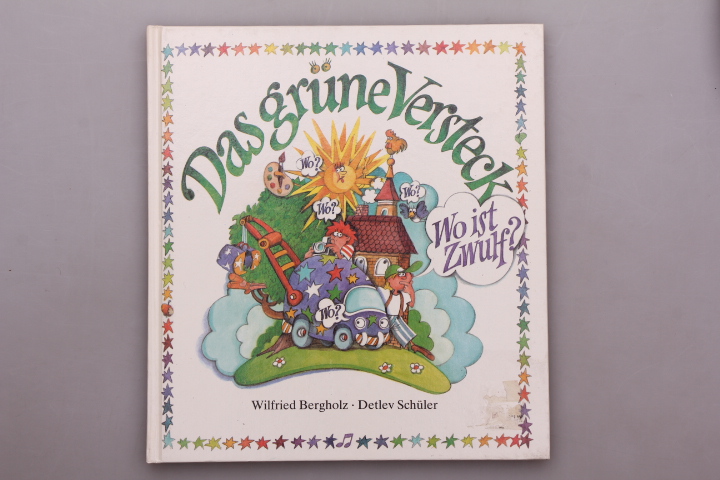 Das grüne Versteck
Wo?
Wo?
Wo?
Wo ist
Zwulf?
Wo?
Wilfried Bergholz · Detlev Schüler